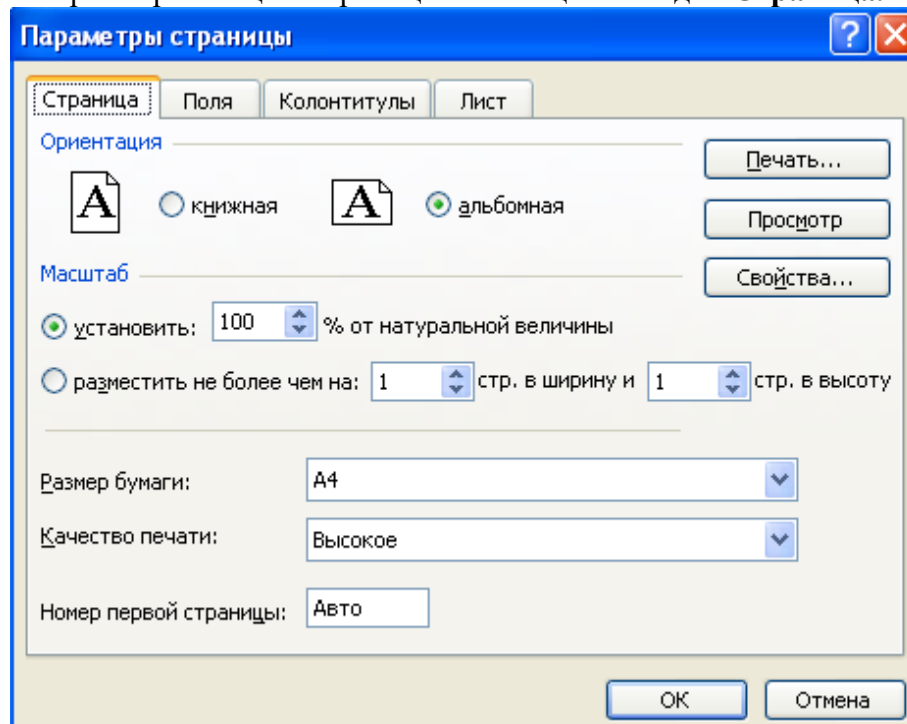 Параметры страницы
Страница Поля Колонтитулы Лист
Ориентация
A книжная A альбомная
Печать...
Просмотр
Масштаб
Свойства...
установить: 100 % от натуральной величины
разместить не более чем на: 1 стр. в ширину и 1 стр. в высоту
Размер бумаги: A4
Качество печати: Высокое
Номер первой страницы: Авто
ОК Отмена